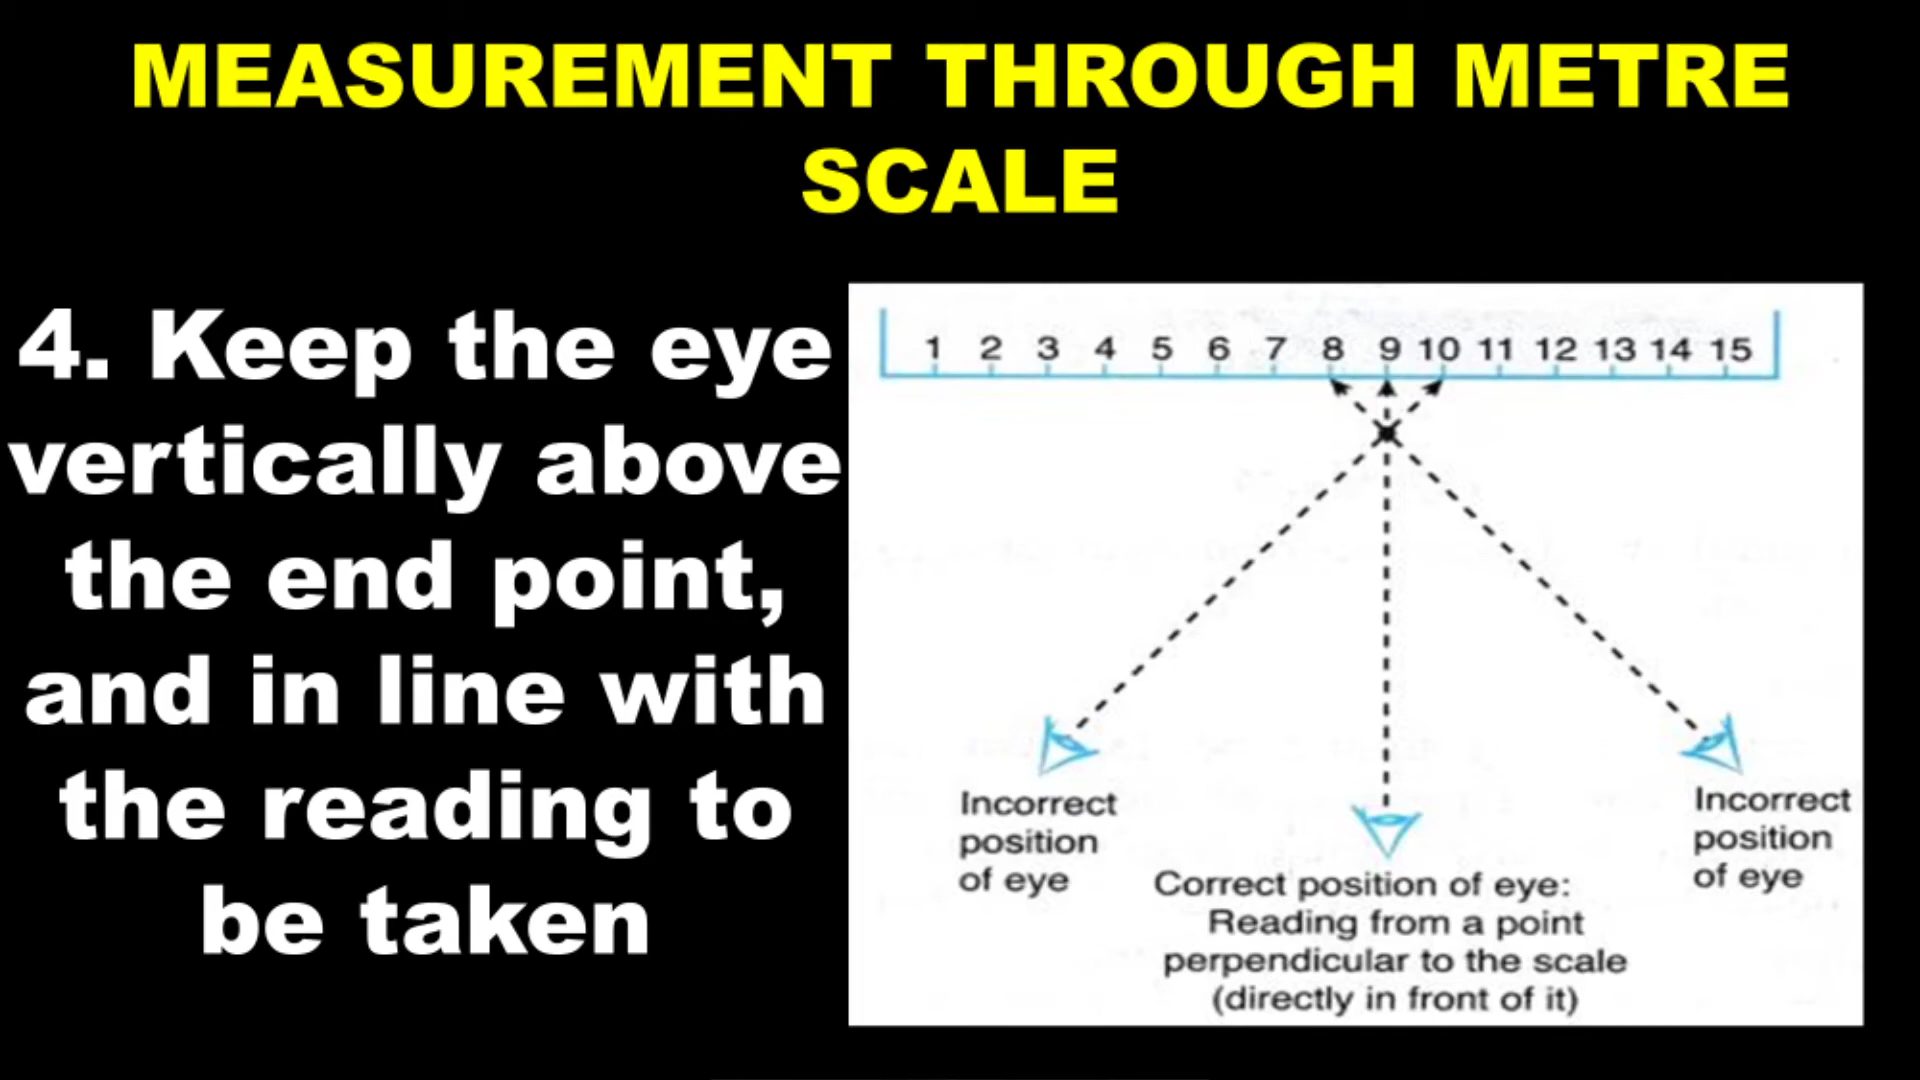 MEASUREMENT THROUGH METRE
SCALE
4. Keep the eye
vertically above
the end point,
and in line with
the reading to
be taken
1 2 3 4 5 6 7 8 9 10 11 12 13 14 15
Incorrect
position
of eye
Correct position of eye:
Reading from a point
perpendicular to the scale
(directly in front of it)
Incorrect
position
of eye